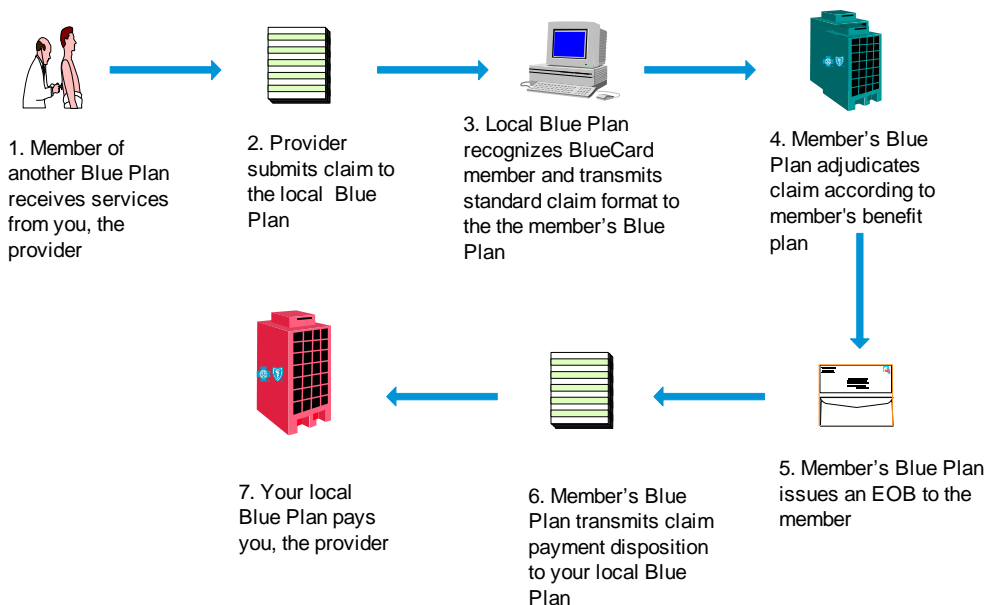 1. Member of
another Blue Plan
receives services
from you, the
provider
2. Provider
submits claim to
the local Blue
Plan
3. Local Blue Plan
recognizes BlueCard
member and transmits
standard claim format to
the the member's Blue
Plan
4. Member's Blue
Plan adjudicates
claim according to
member's benefit
plan
5. Member's Blue Plan
issues an EOB to the
member
6. Member's Blue
Plan transmits claim
payment disposition
to your local Blue
Plan
7. Your local
Blue Plan pays
you, the provider